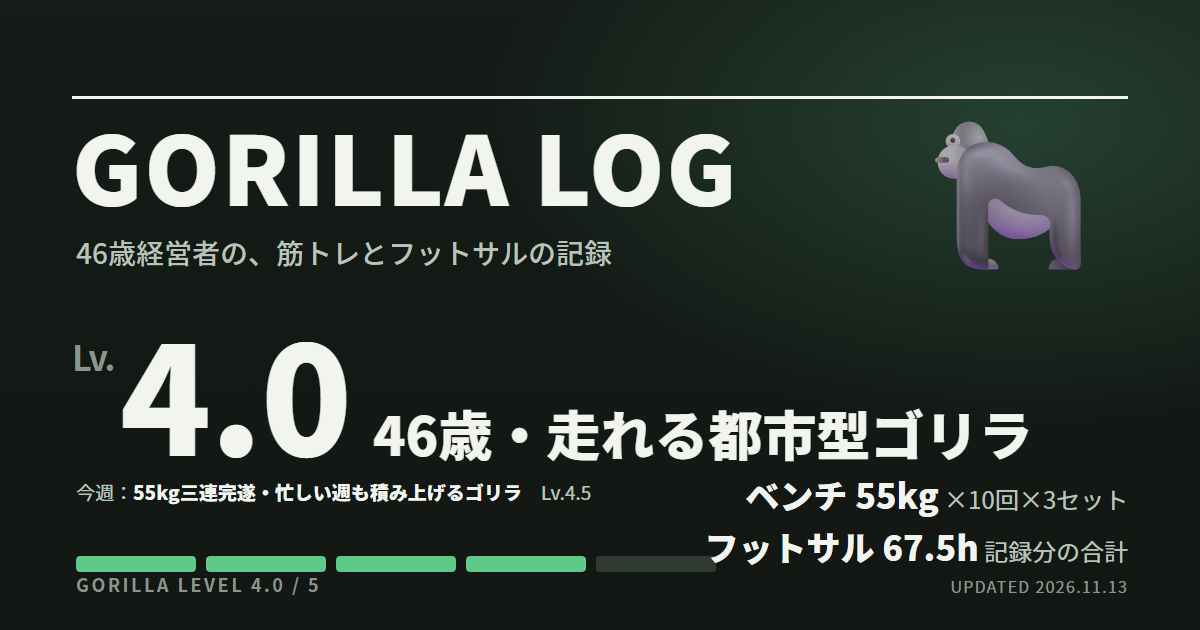 GORILLA LOG
46歳経営者の、筋トレとフットサルの記録
Lv. 4.0 46歳・走れる都市型ゴリラ
今週：55kg三連完遂・忙しい週も積み上げるゴリラ Lv.4.5
ベンチ 55kg ×10回×3セット
フットサル 67.5h 記録分の合計
GORILLA LEVEL 4.0 / 5
UPDATED 2026.11.13